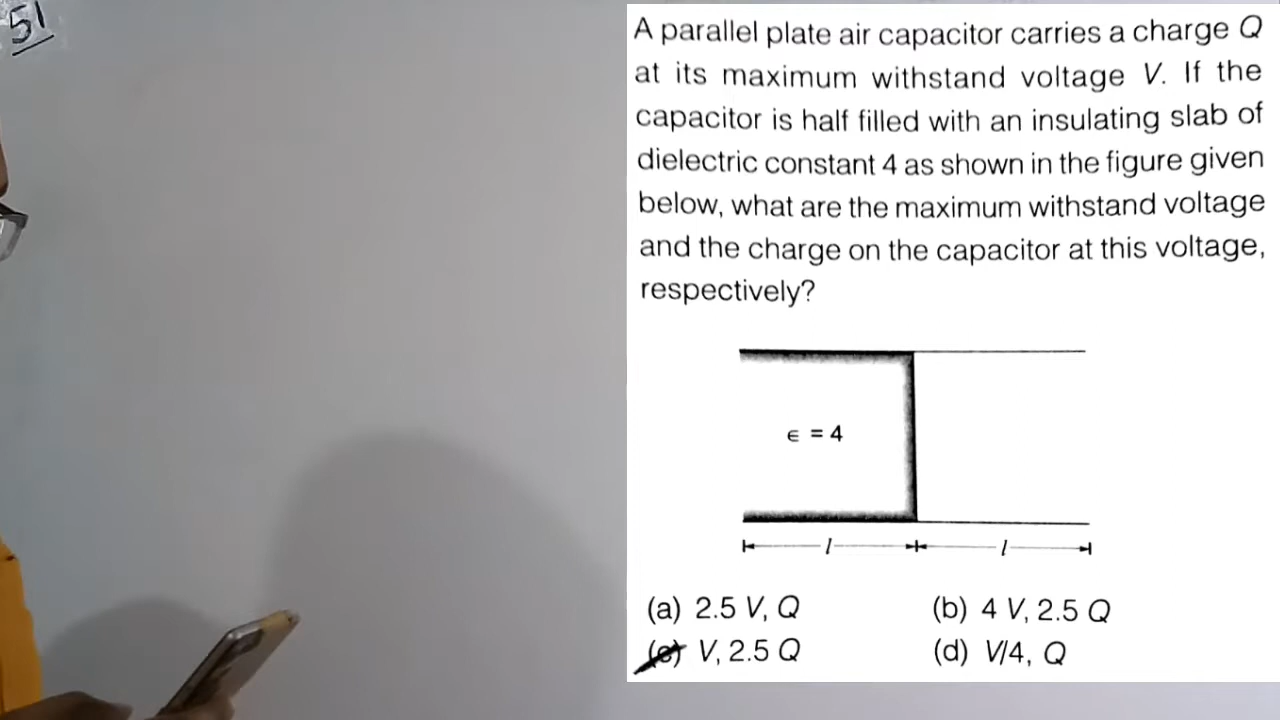 51
A parallel plate air capacitor carries a charge Q
at its maximum withstand voltage V. If the
capacitor is half filled with an insulating slab of
dielectric constant 4 as shown in the figure given
below, what are the maximum withstand voltage
and the charge on the capacitor at this voltage,
respectively?
ϵ = 4
l l
(a) 2.5 V, Q (b) 4 V, 2.5 Q
(c) V, 2.5 Q (d) V/4, Q